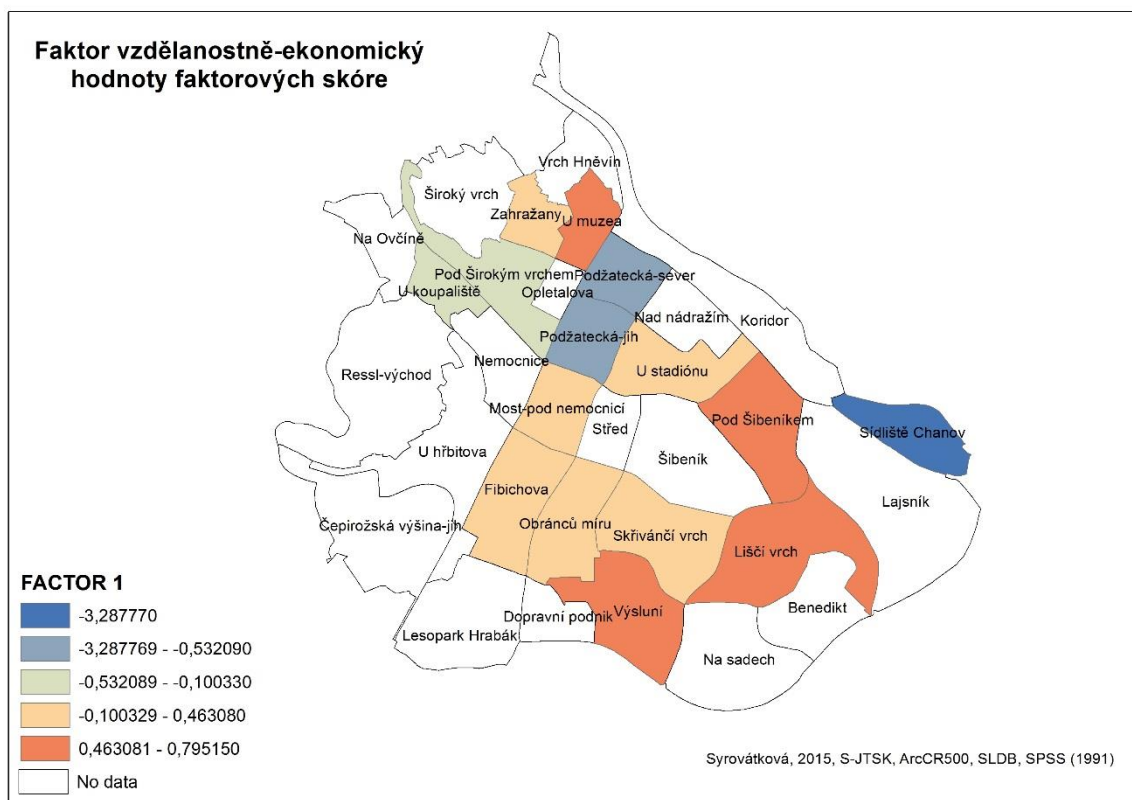 Faktor vzdělanostně-ekonomický
hodnoty faktorových skóre
Vrch Hněvín
Široký vrch
Zahražany
U muzea
Na Ovčíně
Pod Širokým vrchem
Podžatecká-sever
U koupaliště
Opletalova
Nad nádražím
Koridor
Podžatecká-jih
Nemocnice
Ressl-východ
U stadiónu
Most-pod nemocnicí
Pod Šibeníkem
Sídliště Chanov
Střed
U hřbitova
Šibeník
Fibichova
Lajsník
Čepirožská výšina-jih
Obránců míru
Skřivánčí vrch
Liščí vrch
Benedikt
Dopravní podnik
Výsluní
Lesopark Hrabák
Na sadech
FACTOR 1
-3,287770
-3,287769 - -0,532090
-0,532089 - -0,100330
-0,100329 - 0,463080
0,463081 - 0,795150
No data
Syrovátková, 2015, S-JTSK, ArcCR500, SLDB, SPSS (1991)